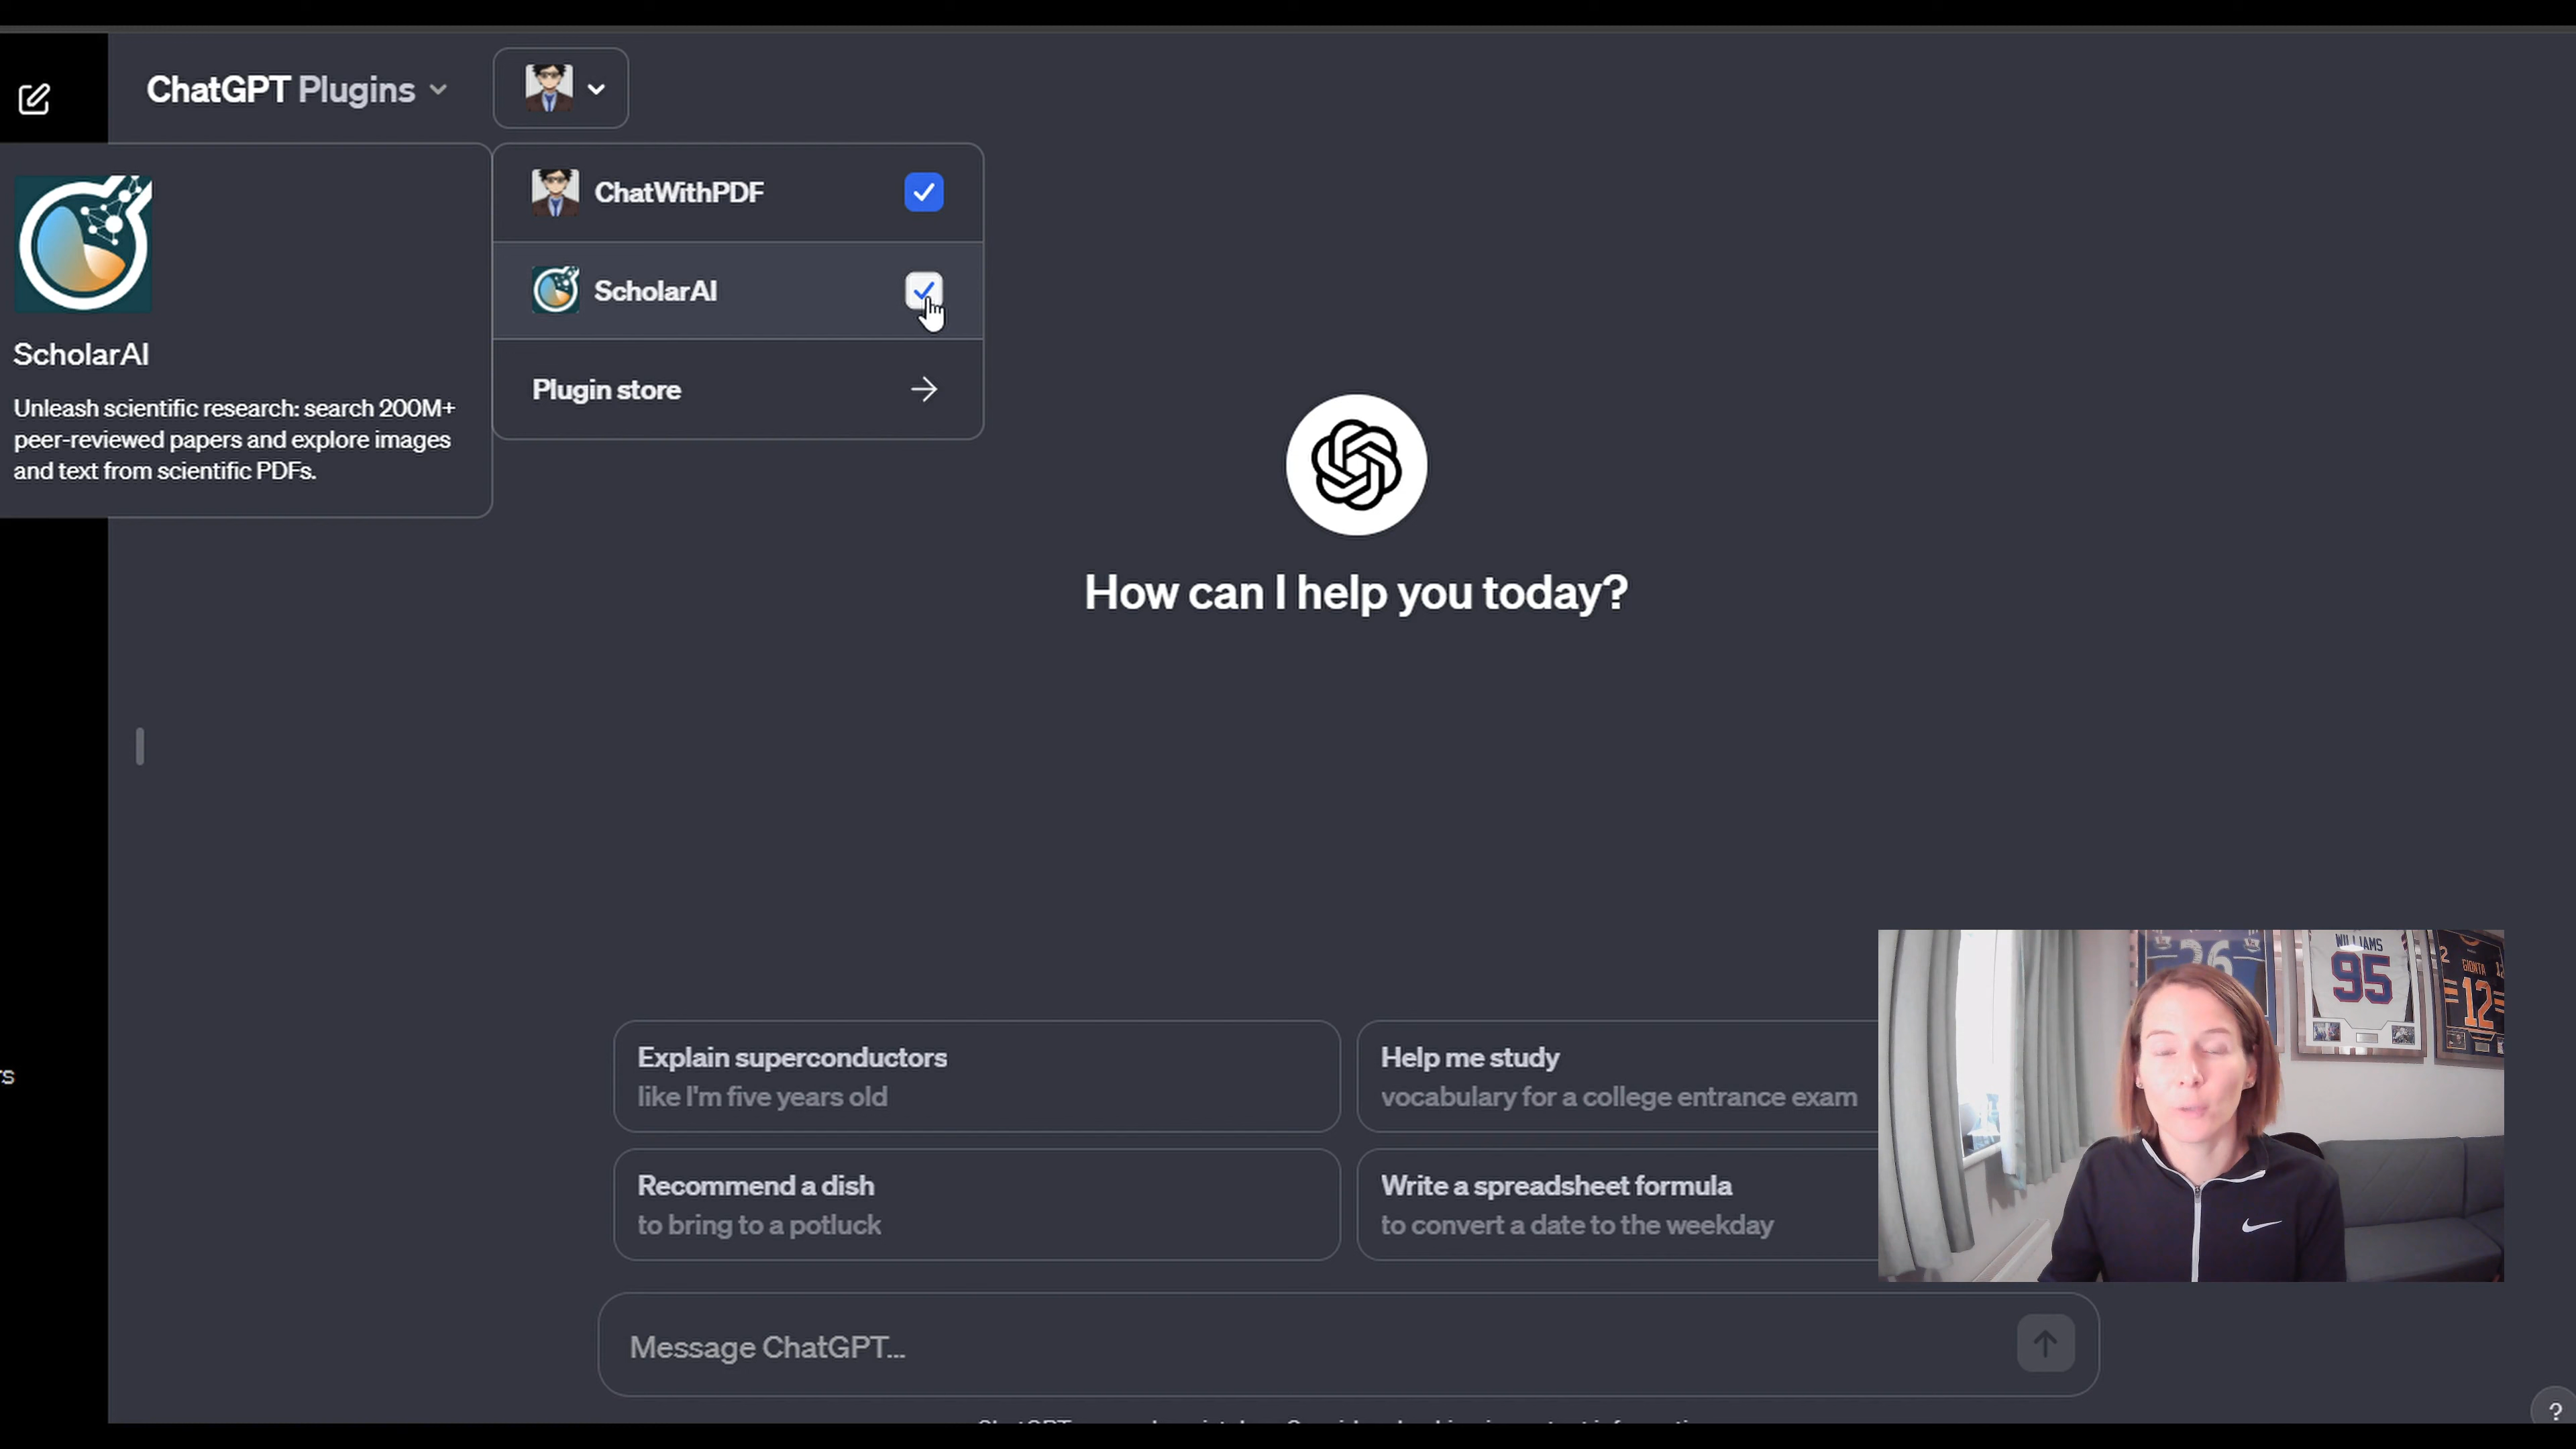 ChatGPT Plugins
ChatWithPDF
ScholarAI
Plugin store
ScholarAI
Unleash scientific research: search 200M+
peer-reviewed papers and explore images
and text from scientific PDFs.
How can I help you today?
Explain superconductors
like I'm five years old
Help me study
vocabulary for a college entrance exam
Recommend a dish
to bring to a potluck
Write a spreadsheet formula
to convert a date to the weekday
Message ChatGPT...
?
26
WILLIAMS
95
GIONTA
12